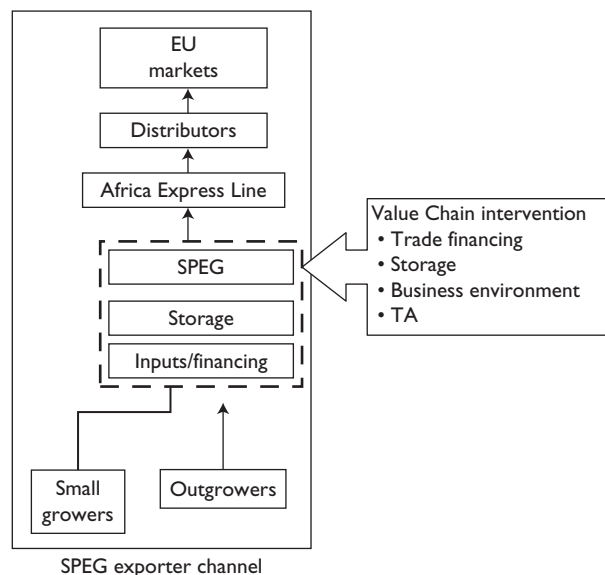 EU
markets
Distributors
Africa Express Line
SPEG
Storage
Inputs/financing
Small
growers
Outgrowers
SPEG exporter channel
Value Chain intervention
• Trade financing
• Storage
• Business environment
• TA